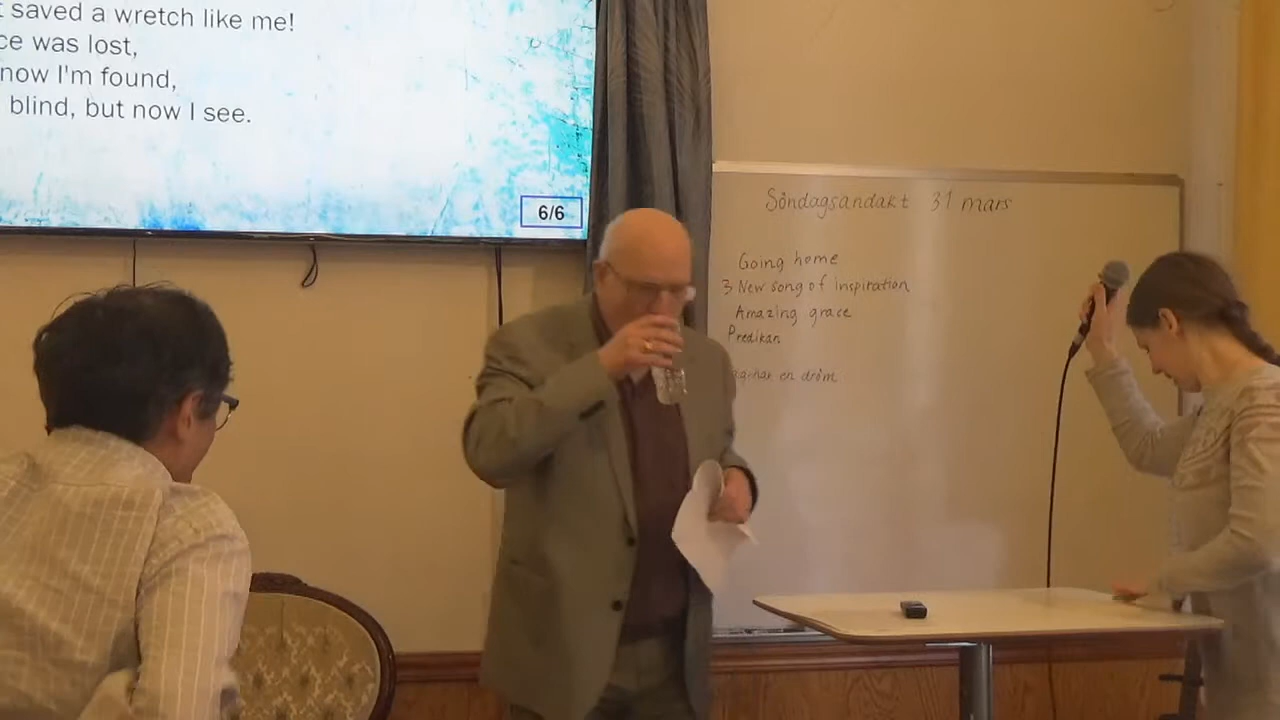 saved a wretch like me!
was lost,
now I'm found,
blind, but now I see.
6/6
Söndagsandakt 31 mars
Going home
3 New song of inspiration
Amazing grace
Predikan
en dröm